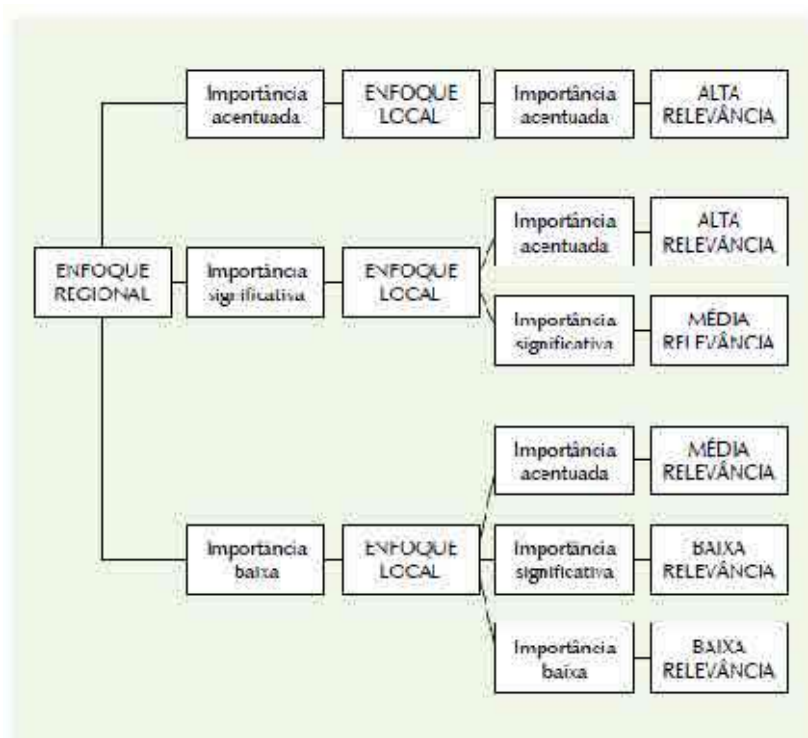 Importância
acentuada
ENFOQUE
LOCAL
Importância
acentuada
ALTA
RELEVÂNCIA
ENFOQUE
REGIONAL
Importância
significativa
ENFOQUE
LOCAL
Importância
acentuada
ALTA
RELEVÂNCIA
Importância
significativa
MÉDIA
RELEVÂNCIA
Importância
baixa
ENFOQUE
LOCAL
Importância
acentuada
MÉDIA
RELEVÂNCIA
Importância
significativa
BAIXA
RELEVÂNCIA
Importância
baixa
BAIXA
RELEVÂNCIA